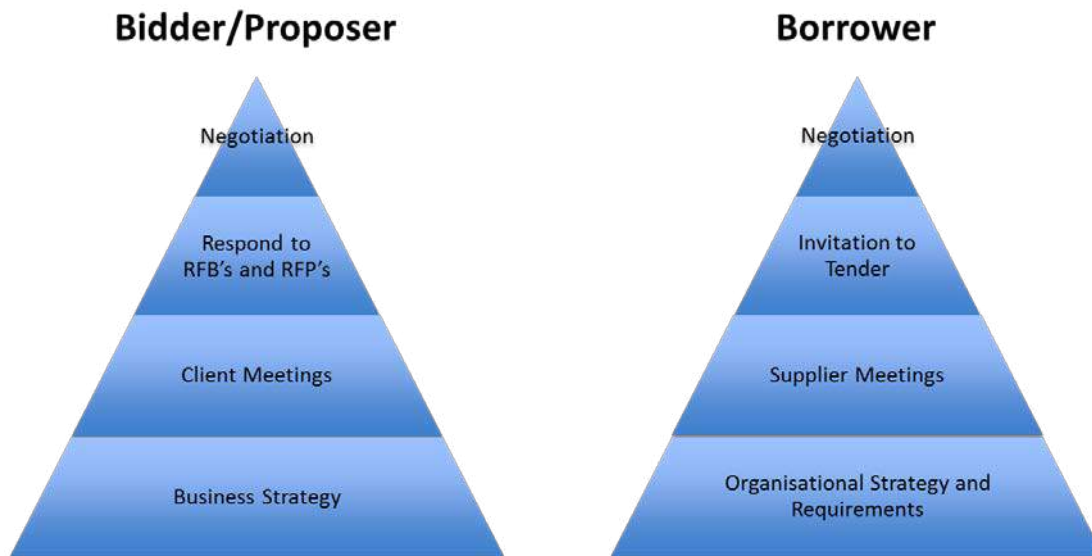 Bidder/Proposer
Negotiation
Respond to
RFB's and RFP's
Client Meetings
Business Strategy
Borrower
Negotiation
Invitation to
Tender
Supplier Meetings
Organisational Strategy and
Requirements